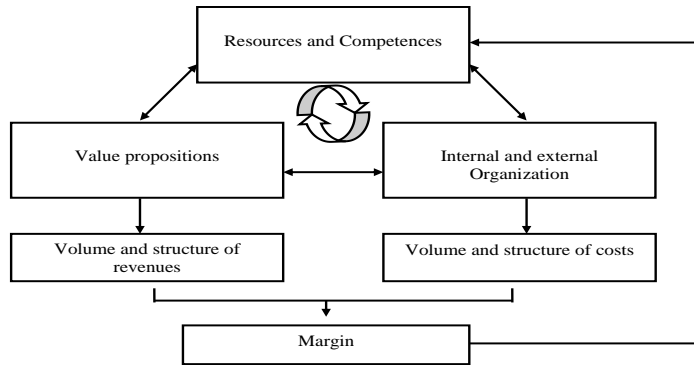 Resources and Competences
Value propositions
Internal and external
Organization
Volume and structure of
revenues
Volume and structure of costs
Margin